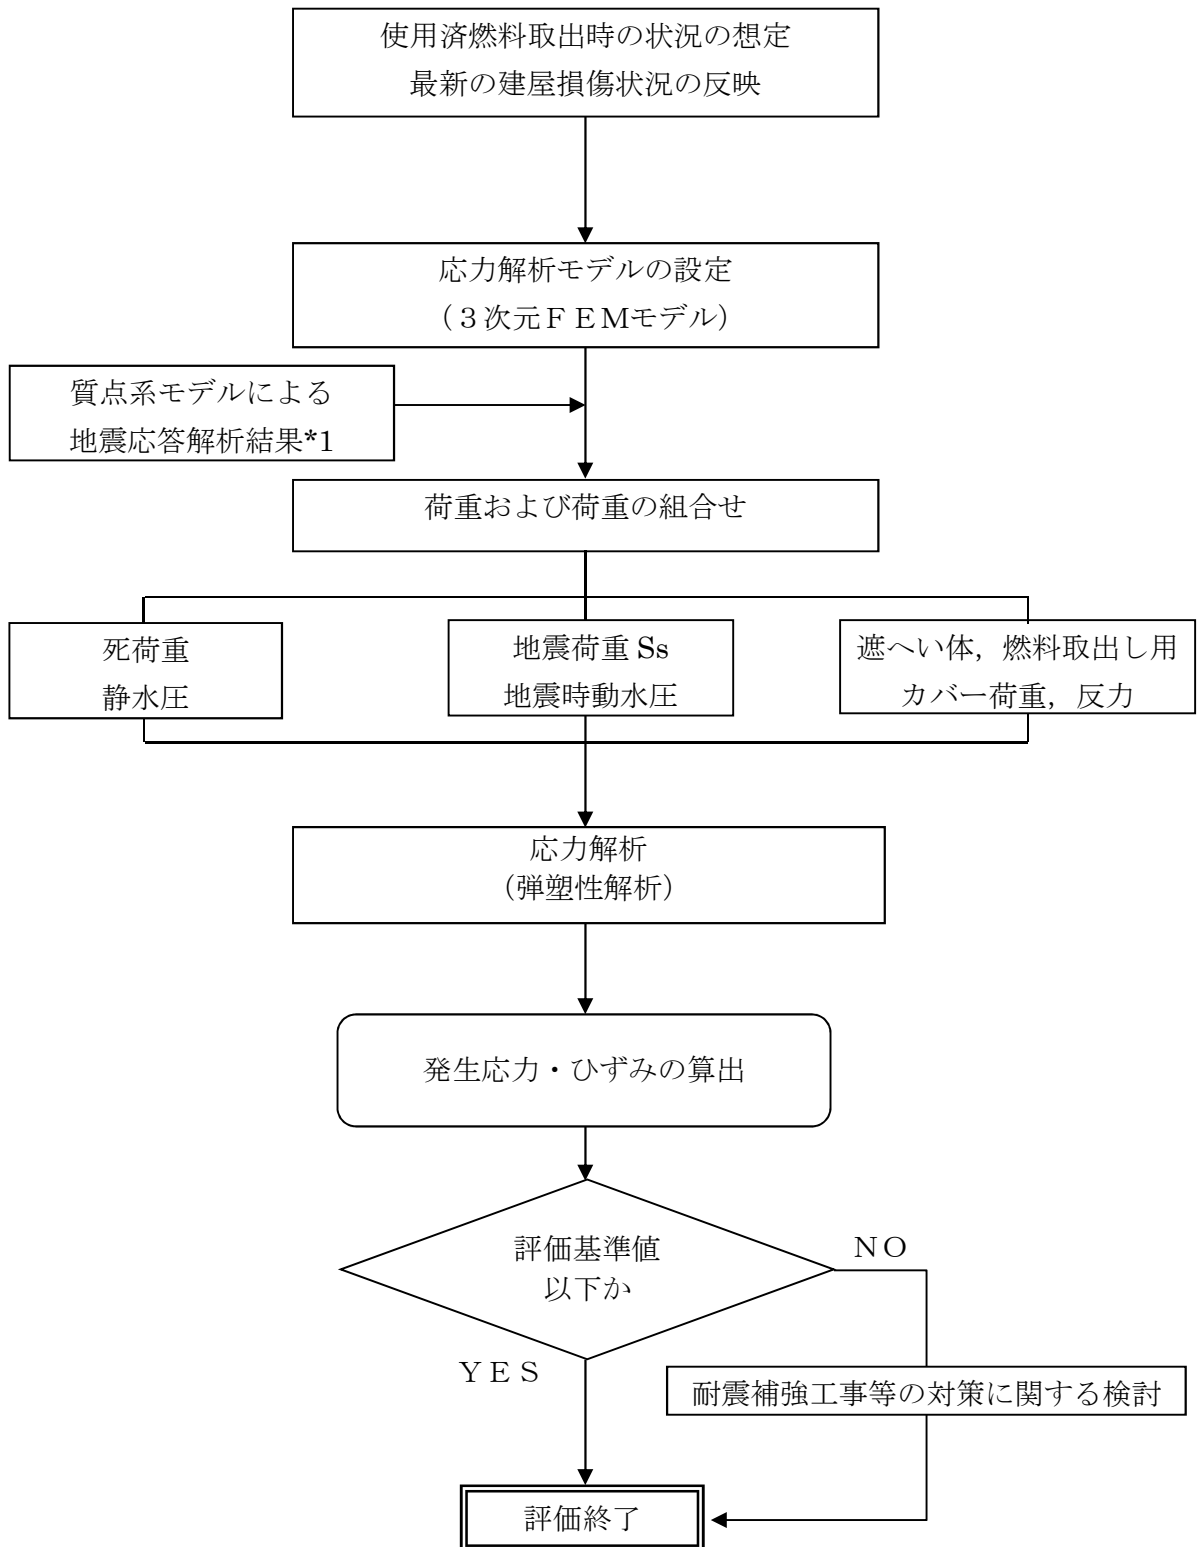 使用済燃料取出時の状況の想定
最新の建屋損傷状況の反映
応力解析モデルの設定
（３次元ＦＥＭモデル）
質点系モデルによる
地震応答解析結果*1
荷重および荷重の組合せ
死荷重
静水圧
地震荷重 Ss
地震時動水圧
遮へい体，燃料取出し用
カバー荷重，反力
応力解析
（弾塑性解析）
発生応力・ひずみの算出
評価基準値
以下か
ＮＯ
ＹＥＳ
耐震補強工事等の対策に関する検討
評価終了